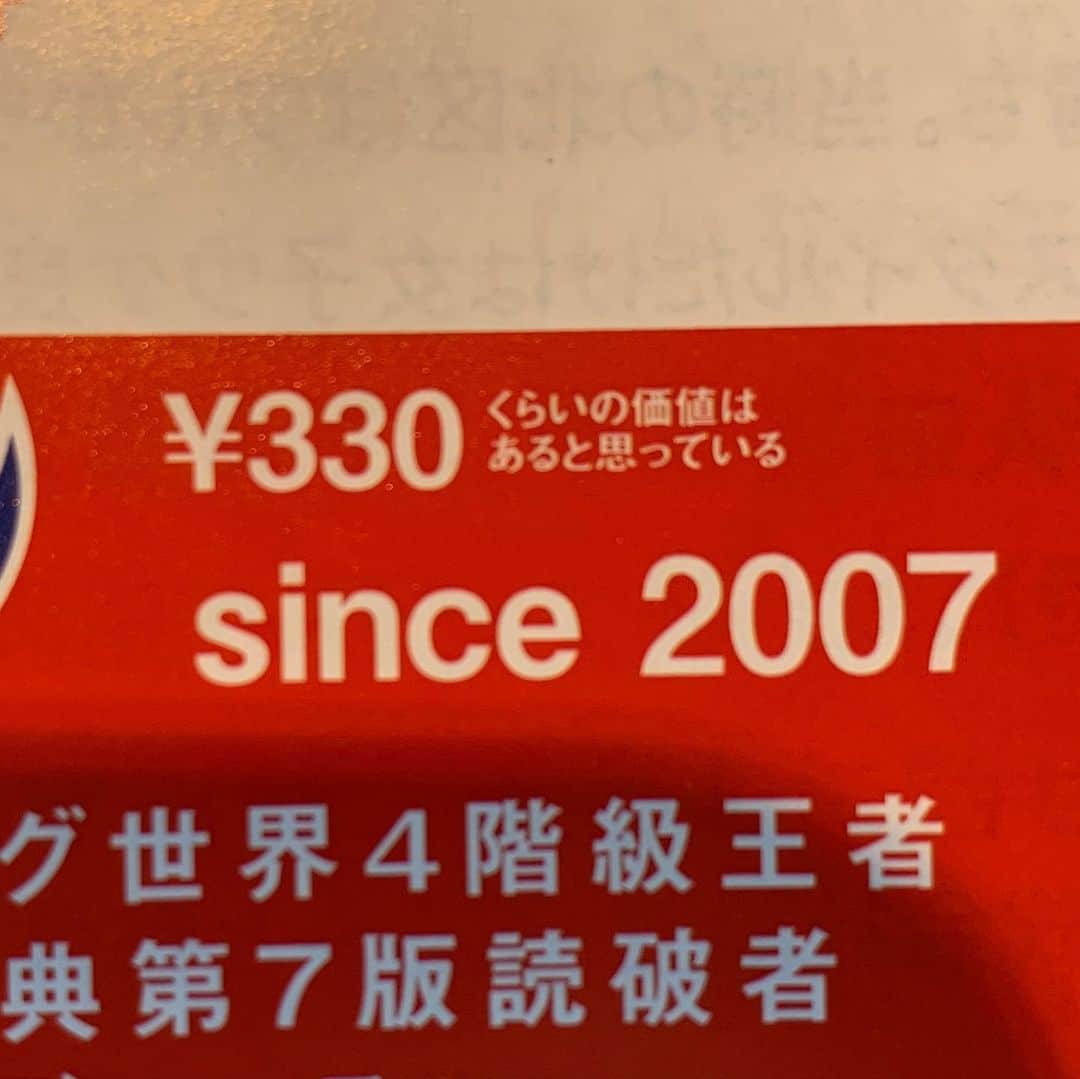 ¥330 くらいの価値は
あると思っている
since 2007
グ世界4階級王者
典第7版読破者